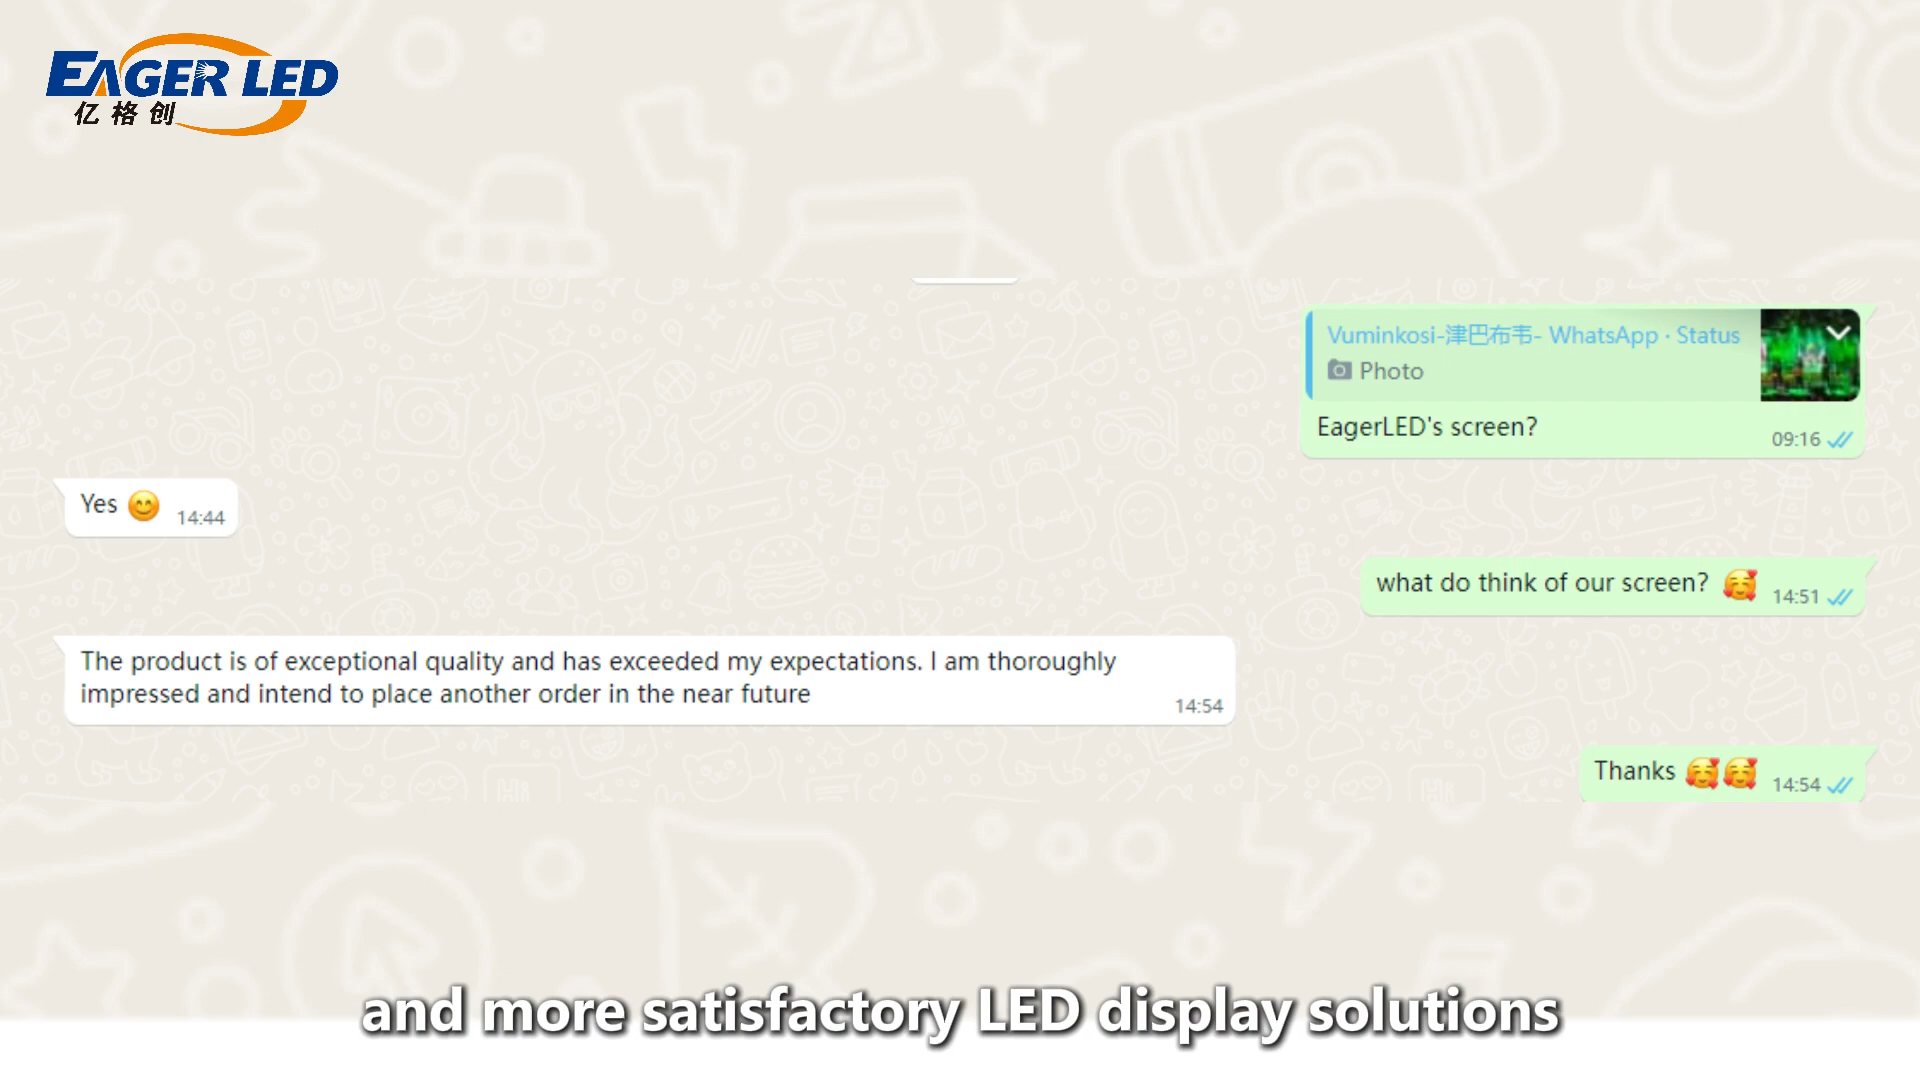 EAGER LED
亿格创
Vuminkosi-津巴布韦- WhatsApp · Status
Photo
EagerLED's screen?
09:16
Yes 😊 14:44
what do think of our screen? 🥰 14:51
The product is of exceptional quality and has exceeded my expectations. I am thoroughly
impressed and intend to place another order in the near future
14:54
Thanks 🥰🥰 14:54
and more satisfactory LED display solutions